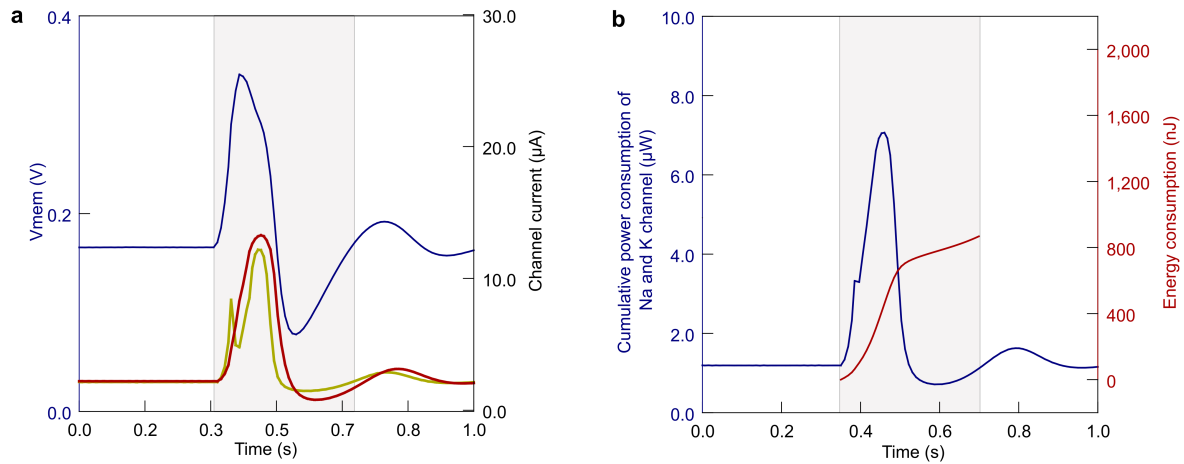 a
0.4
0.2
0.0
Vmem (V)
30.0
20.0
10.0
0.0
Channel current (µA)
0.0 0.2 0.3 0.5 0.7 0.8 1.0
Time (s)
b
10.0
8.0
6.0
4.0
2.0
0.0
Cumulative power consumption of
Na and K channel (µW)
2,000
1,600
1,200
800
400
0
Energy consumption (nJ)
0.0 0.2 0.4 0.6 0.8 1.0
Time (s)